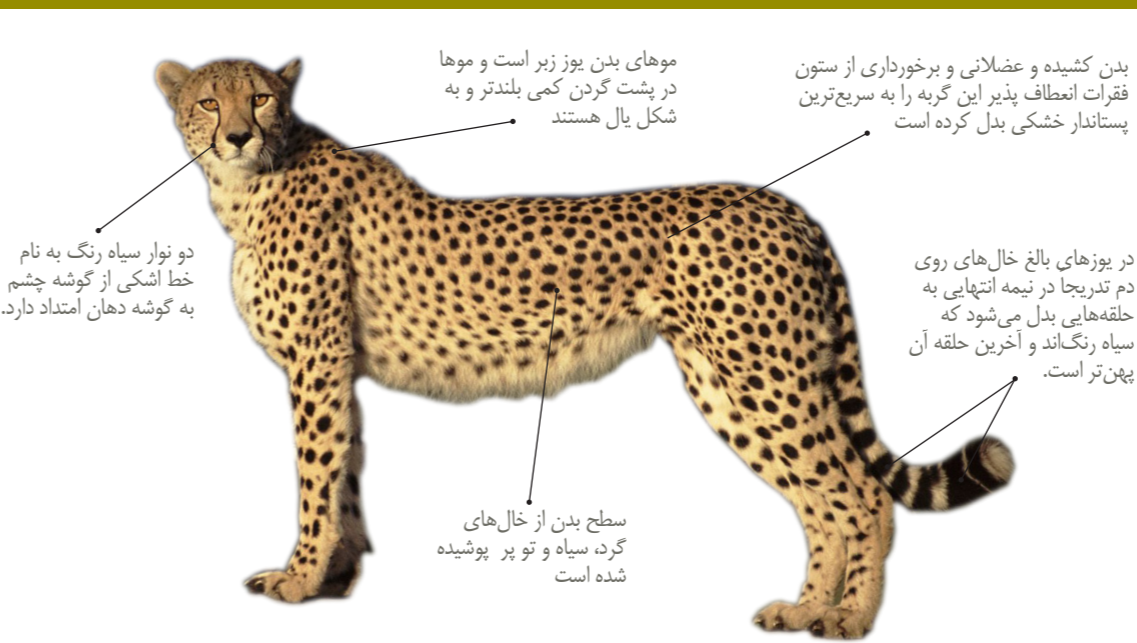 بدن کشیده و عضلانی و برخورداری از ستون
فقرات انعطاف پذیر این گربه را به سریع‌ترین
پستاندار خشکی بدل کرده است
موهای بدن یوز زبر است و موها
در پشت گردن کمی بلندتر و به
شکل یال هستند
دو نوار سیاه رنگ به نام
خط اشکی از گوشه چشم
به گوشه دهان امتداد دارد.
در یوزهای بالغ خال‌های روی
دم تدریجاً در نیمه انتهایی به
حلقه‌هایی بدل می‌شود که
سیاه رنگ‌اند و آخرین حلقه آن
پهن‌تر است.
سطح بدن از خال‌های
گرد، سیاه و تو پر پوشیده
شده است